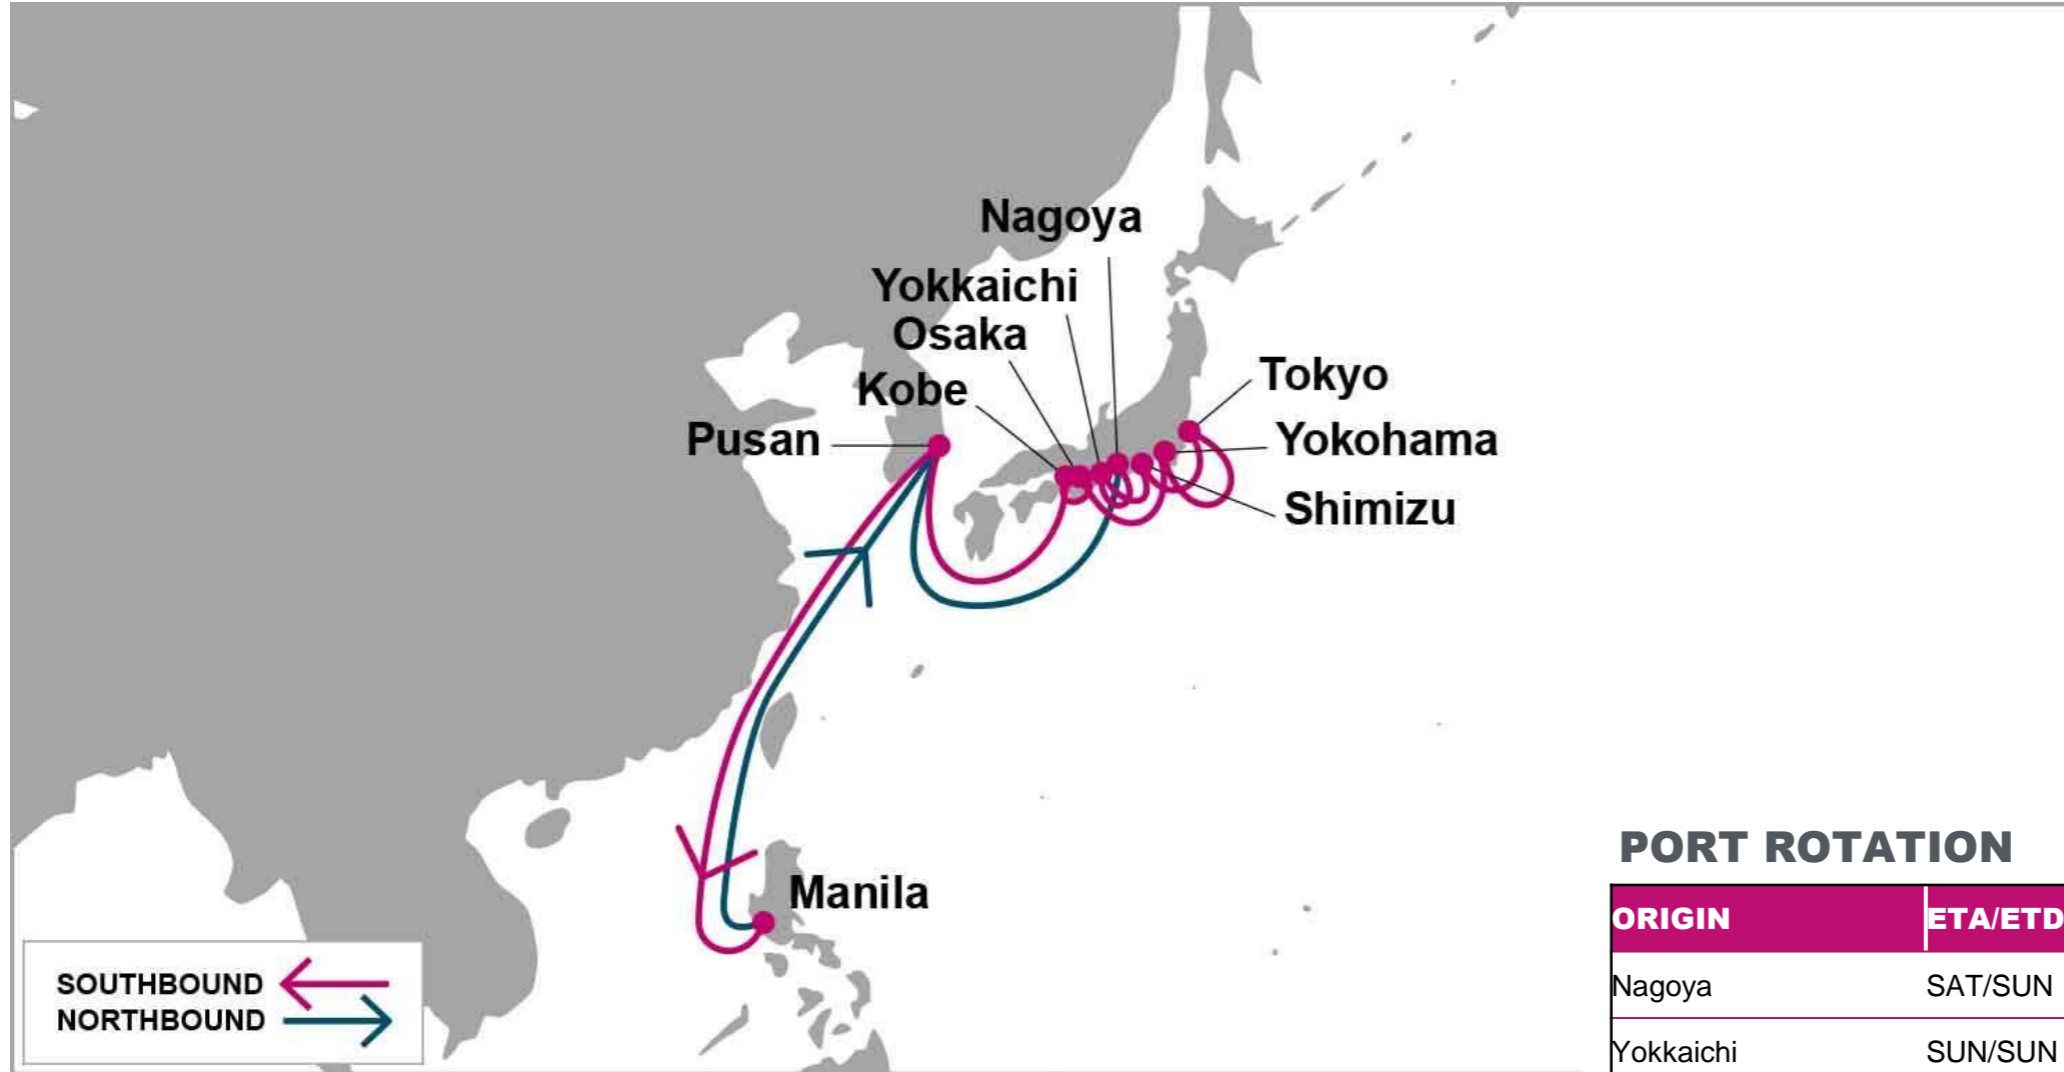 Nagoya
Yokkaichi
Osaka
Kobe
Pusan
Tokyo
Yokohama
Shimizu
Manila
SOUTHBOUND
NORTHBOUND
PORT ROTATION
ORIGIN ETA/ETD
Nagoya SAT/SUN
Yokkaichi SUN/SUN